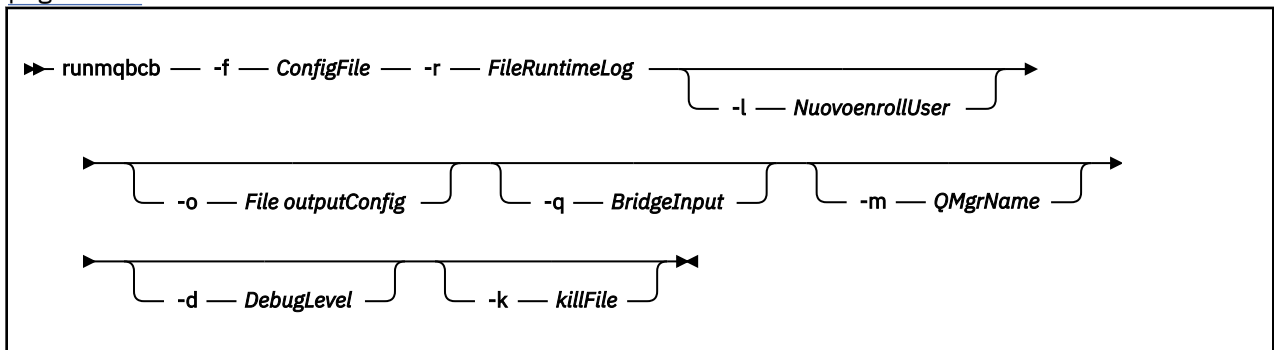 runmqbcb -f ConfigFile -r FileRuntimeLog
-l NuovoenrollUser
-o File outputConfig -q BridgeInput -m QMgrName
-d DebugLevel -k killFile